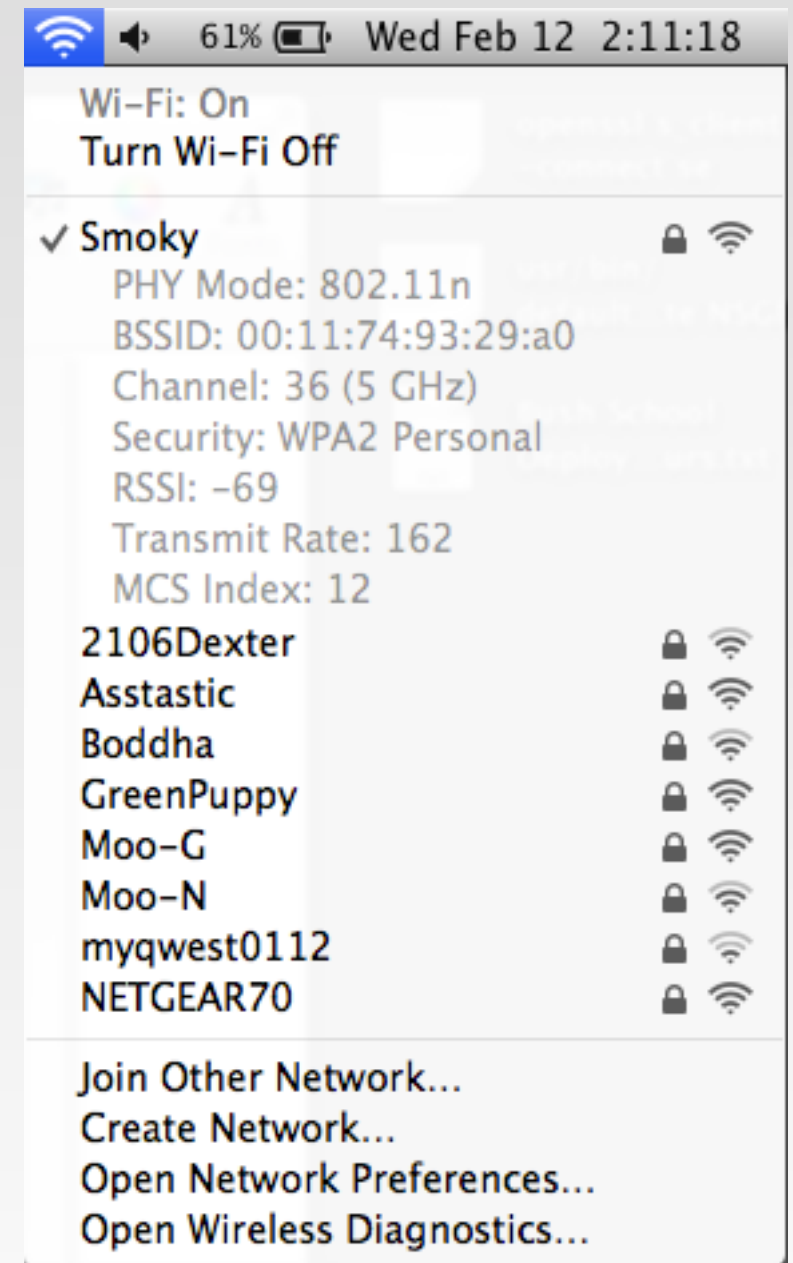 61% Wed Feb 12 2:11:18
Wi-Fi: On
Turn Wi-Fi Off
✓ Smoky
PHY Mode: 802.11n
BSSID: 00:11:74:93:29:a0
Channel: 36 (5 GHz)
Security: WPA2 Personal
RSSI: -69
Transmit Rate: 162
MCS Index: 12
2106Dexter
Asstastic
Boddha
GreenPuppy
Moo-G
Moo-N
myqwest0112
NETGEAR70
Join Other Network...
Create Network...
Open Network Preferences...
Open Wireless Diagnostics...